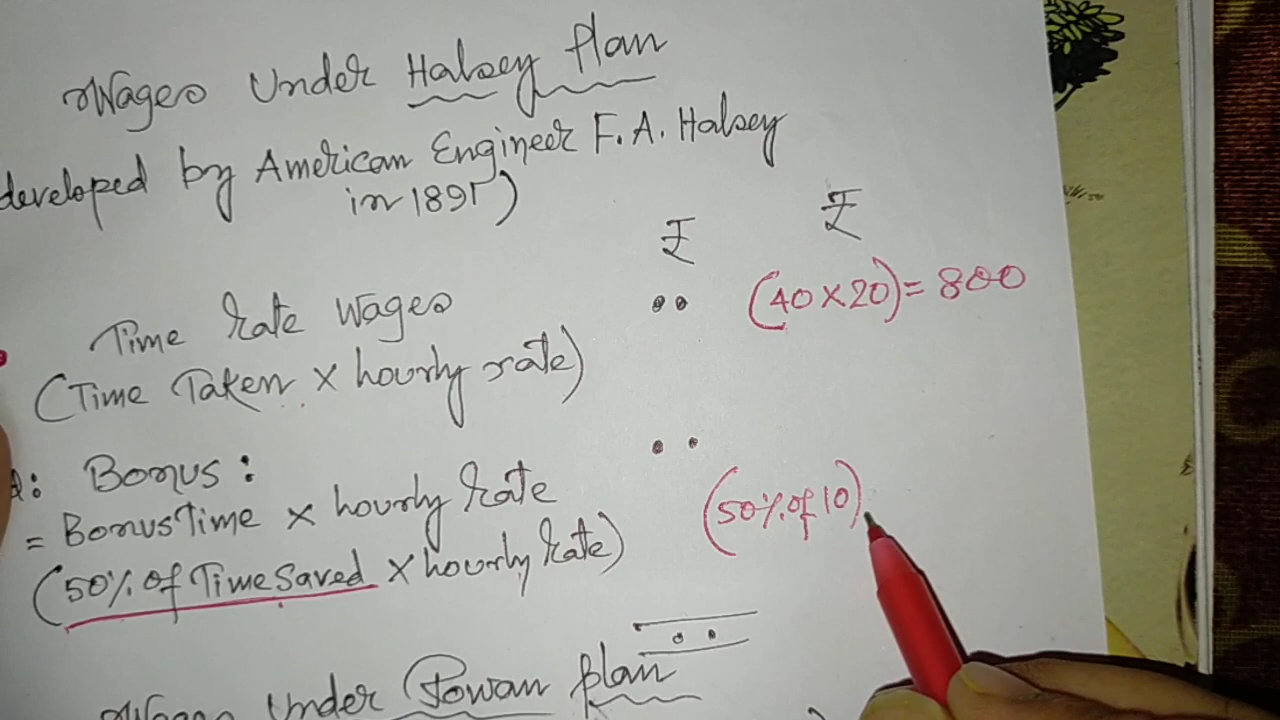 Wages Under Halsey Plan
developed by American Engineer F. A. Halsey
in 1891)
₹ ₹
Time rate wages (40 x 20) = 800
(Time Taken x hourly rate)
Bonus:
= Bonus Time x hourly rate (50% of 10)
(50% of Time Saved x hourly rate)
Wages Under Rowan plan